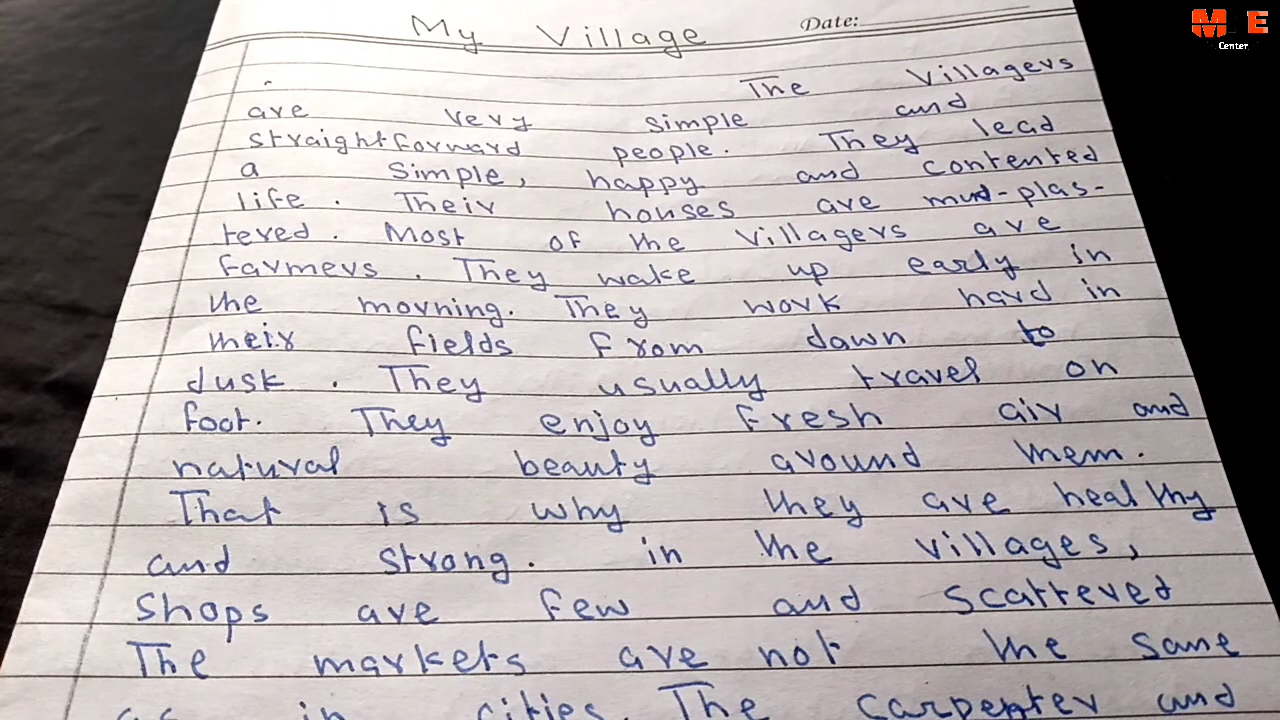 My Village
Date:
M E
Center
The Villagers
are very simple and
straightforward people. They lead
a simple, happy and contented
life. Their houses are mud-plas-
tered. Most of the villagers are
farmers. They wake up early in
the morning. They work hard in
their fields from dawn to
dusk. They usually travel on
foot. They enjoy fresh air and
natural beauty around them.
That is why they are healthy
and strong. in the villages,
shops are few and scattered
The markets are not the same
as in cities. The carpenter and